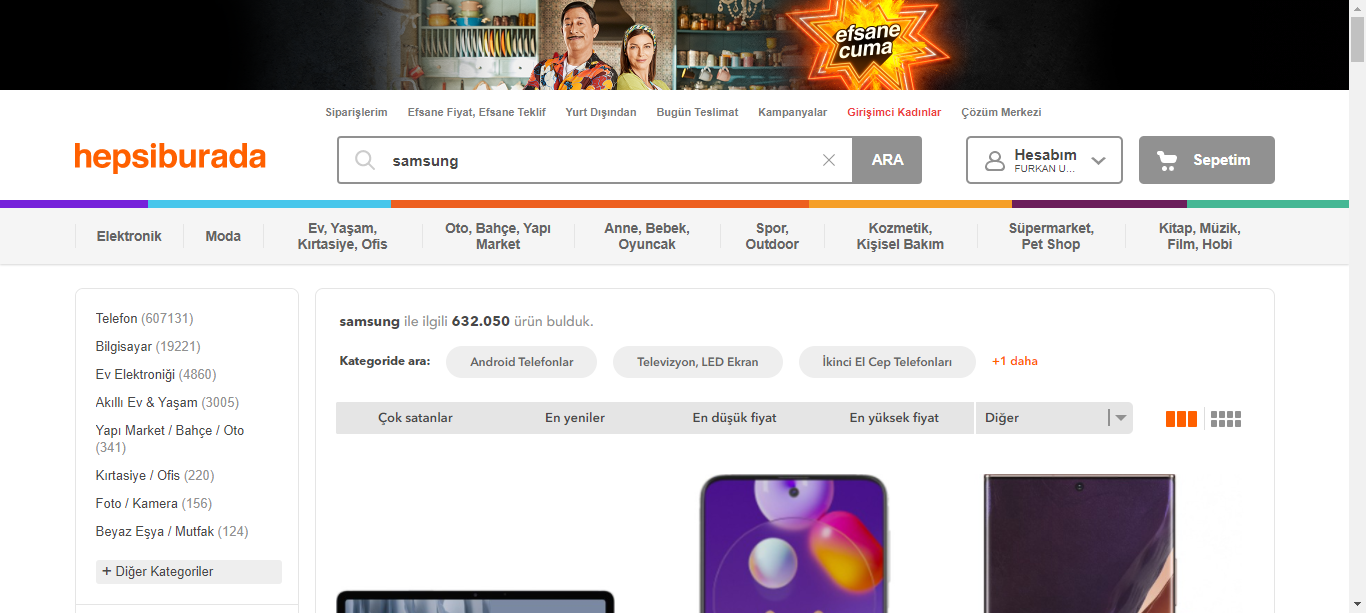 efsane
cuma
Siparişlerim
Efsane Fiyat, Efsane Teklif
Yurt Dışından
Bugün Teslimat
Kampanyalar
Girişimci Kadınlar
Çözüm Merkezi
hepsiburada
samsung
ARA
Hesabım
FURKAN U...
Sepetim
Elektronik
Moda
Ev, Yaşam,
Kırtasiye, Ofis
Oto, Bahçe, Yapı
Market
Anne, Bebek,
Oyuncak
Spor,
Outdoor
Kozmetik,
Kişisel Bakım
Süpermarket,
Pet Shop
Kitap, Müzik,
Film, Hobi
Telefon (607131)
Bilgisayar (19221)
Ev Elektroniği (4860)
Akıllı Ev & Yaşam (3005)
Yapı Market / Bahçe / Oto
(341)
Kırtasiye / Ofis (220)
Foto / Kamera (156)
Beyaz Eşya / Mutfak (124)
+ Diğer Kategoriler
samsung ile ilgili 632.050 ürün bulduk.
Kategoride ara:
Android Telefonlar
Televizyon, LED Ekran
İkinci El Cep Telefonları
+1 daha
Çok satanlar
En yeniler
En düşük fiyat
En yüksek fiyat
Diğer